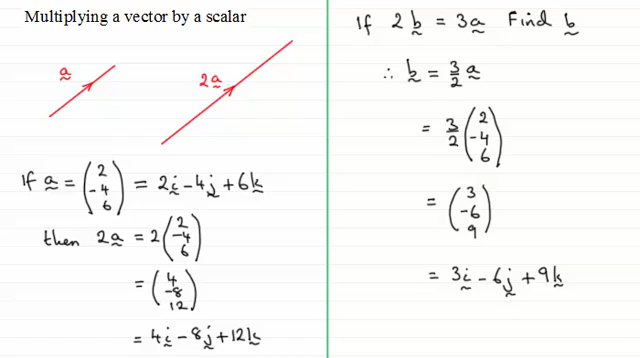 Multiplying a vector by a scalar
a
2a
If a = (2 -4 6) = 2i - 4j + 6k
then 2a = 2(2 -4 6)
= (4 -8 12)
= 4i - 8j + 12k
If 2b = 3a Find b
∴ b = 3/2 a
= 3/2 (2 -4 6)
= (3 -6 9)
= 3i - 6j + 9k